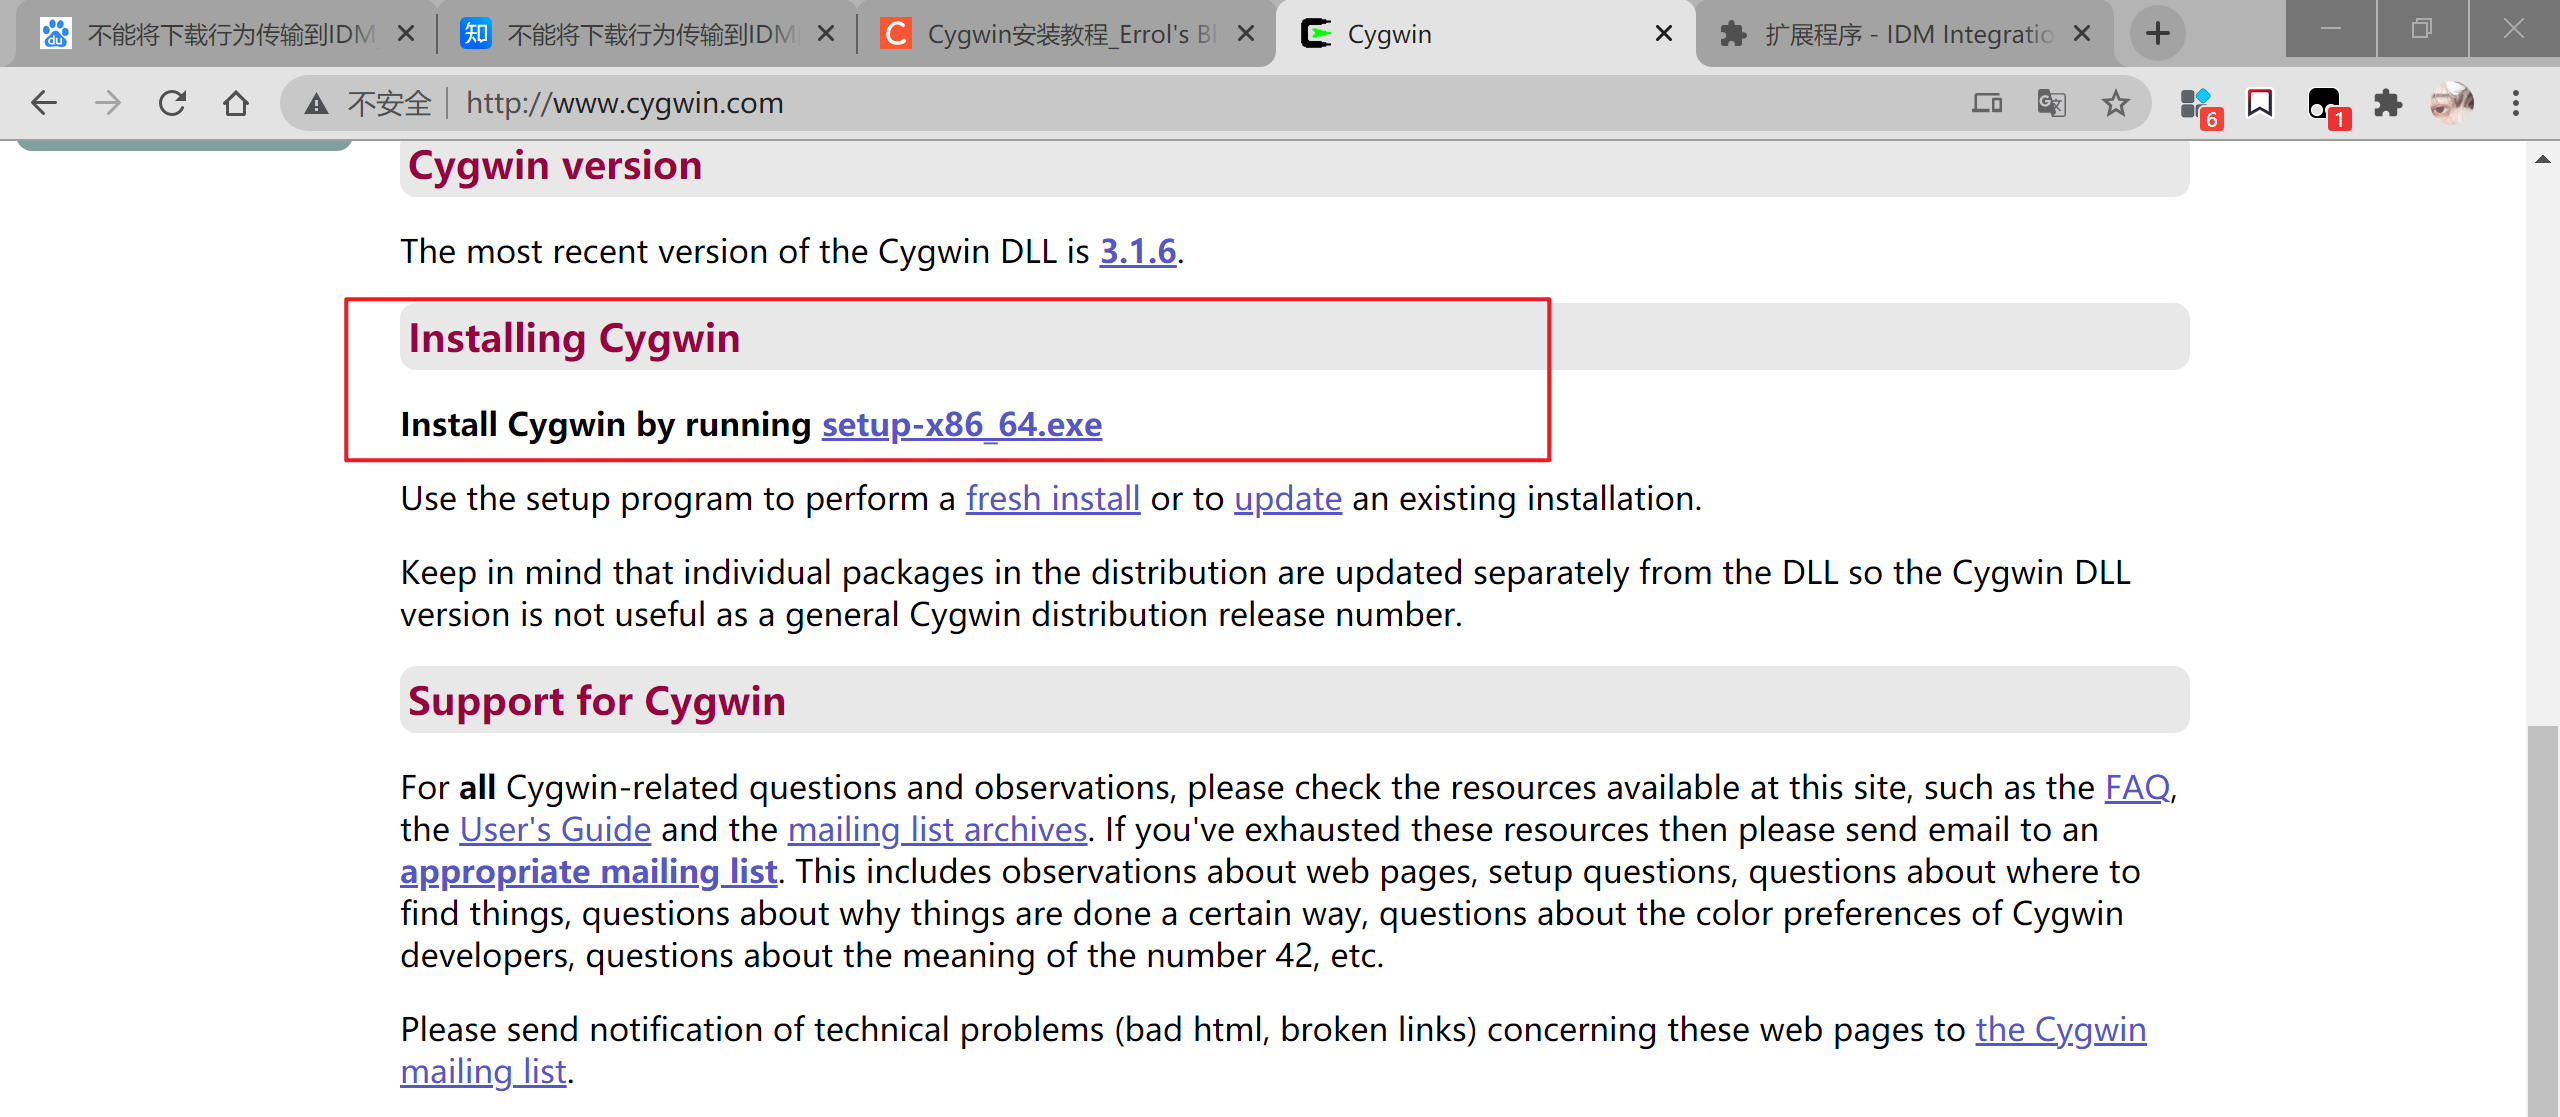 不能将下载行为传输到IDM
不能将下载行为传输到IDM
Cygwin安装教程_Errol's Bl
Cygwin
扩展程序 - IDM Integratio
不安全
http://www.cygwin.com
6
1
Cygwin version
The most recent version of the Cygwin DLL is 3.1.6.
Installing Cygwin
Install Cygwin by running setup-x86_64.exe
Use the setup program to perform a fresh install or to update an existing installation.
Keep in mind that individual packages in the distribution are updated separately from the DLL so the Cygwin DLL
version is not useful as a general Cygwin distribution release number.
Support for Cygwin
For all Cygwin-related questions and observations, please check the resources available at this site, such as the FAQ,
the User's Guide and the mailing list archives. If you've exhausted these resources then please send email to an
appropriate mailing list. This includes observations about web pages, setup questions, questions about where to
find things, questions about why things are done a certain way, questions about the color preferences of Cygwin
developers, questions about the meaning of the number 42, etc.
Please send notification of technical problems (bad html, broken links) concerning these web pages to the Cygwin
mailing list.